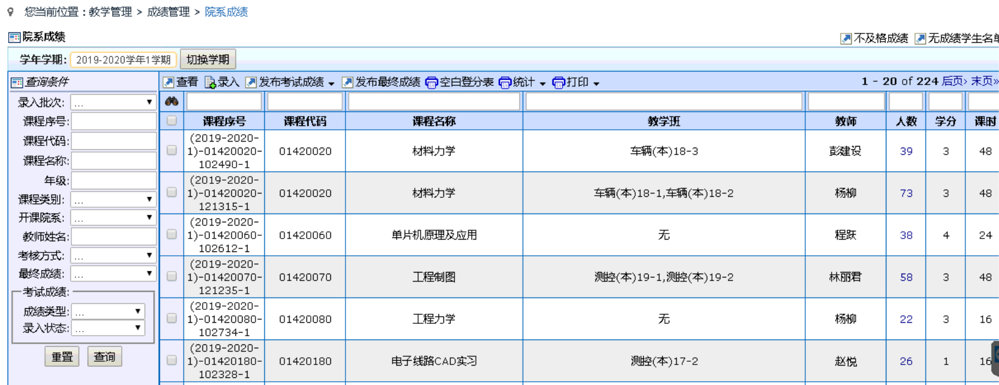 您当前位置：教学管理 > 成绩管理 > 院系成绩
院系成绩
不及格成绩 无成绩学生名单
学年学期: 2019-2020学年1学期 切换学期
查询条件
录入批次: ...
课程序号:
课程代码:
课程名称:
年级:
课程类别: ...
开课院系: ...
教师姓名:
考核方式: ...
最终成绩: ...
考试成绩:
成绩类型: ...
录入状态: ...
重置 查询
查看 录入 发布考试成绩 发布最终成绩 空白登分表 统计 打印 1 - 20 of 224 后页› 末页»
课程序号 课程代码 课程名称 教学班 教师 人数 学分 课时
(2019-2020-
1)-01420020- 01420020 材料力学 车辆(本)18-3 彭建设 39 3 48
102490-1
(2019-2020-
1)-01420020- 01420020 材料力学 车辆(本)18-1,车辆(本)18-2 杨柳 73 3 48
121315-1
(2019-2020-
1)-01420060- 01420060 单片机原理及应用 无 程跃 38 4 24
102612-1
(2019-2020-
1)-01420070- 01420070 工程制图 测控(本)19-1,测控(本)19-2 林丽君 58 3 48
121235-1
(2019-2020-
1)-01420080- 01420080 工程力学 无 杨柳 22 3 16
102734-1
(2019-2020-
1)-01420180- 01420180 电子线路CAD实习 测控(本)17-2 赵悦 26 1 16
102328-1